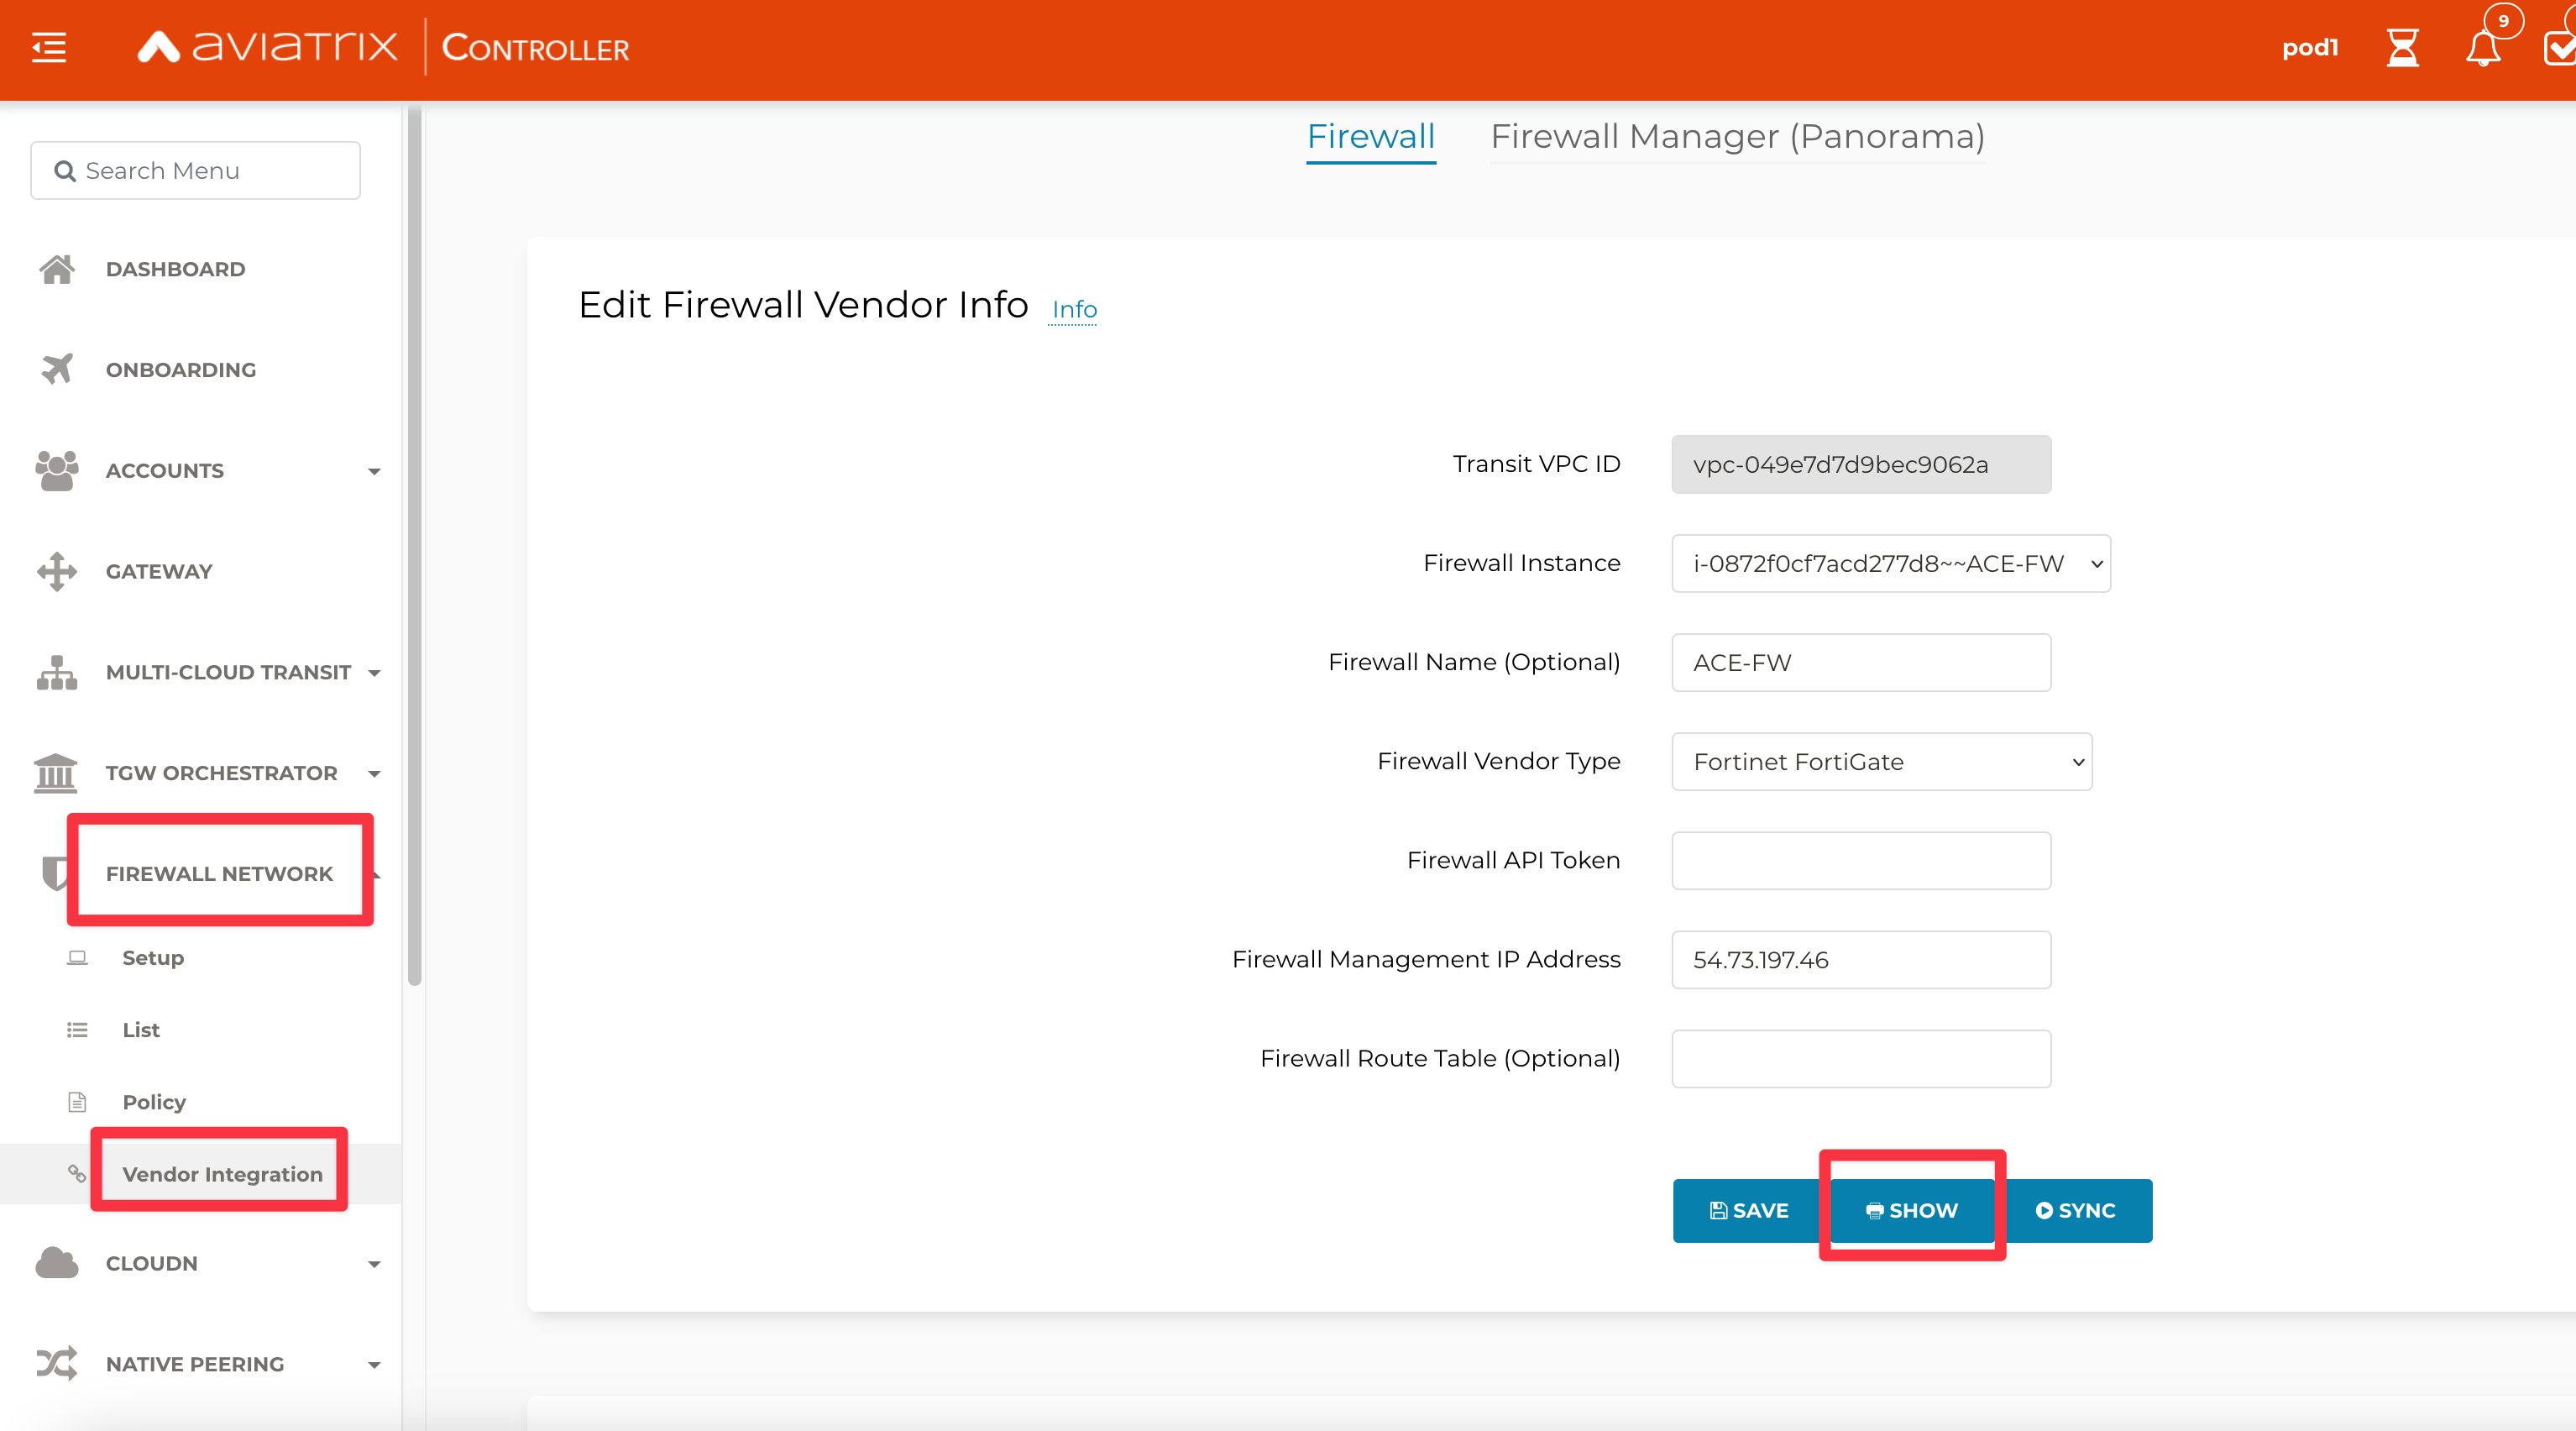 aviatrix CONTROLLER
pod1
9
Firewall
Firewall Manager (Panorama)
Search Menu
DASHBOARD
ONBOARDING
ACCOUNTS
GATEWAY
MULTI-CLOUD TRANSIT
TGW ORCHESTRATOR
FIREWALL NETWORK
Setup
List
Policy
Vendor Integration
CLOUDN
NATIVE PEERING
Edit Firewall Vendor Info Info
Transit VPC ID vpc-049e7d7d9bec9062a
Firewall Instance i-0872f0cf7acd277d8~~ACE-FW
Firewall Name (Optional) ACE-FW
Firewall Vendor Type Fortinet FortiGate
Firewall API Token
Firewall Management IP Address 54.73.197.46
Firewall Route Table (Optional)
SAVE SHOW SYNC